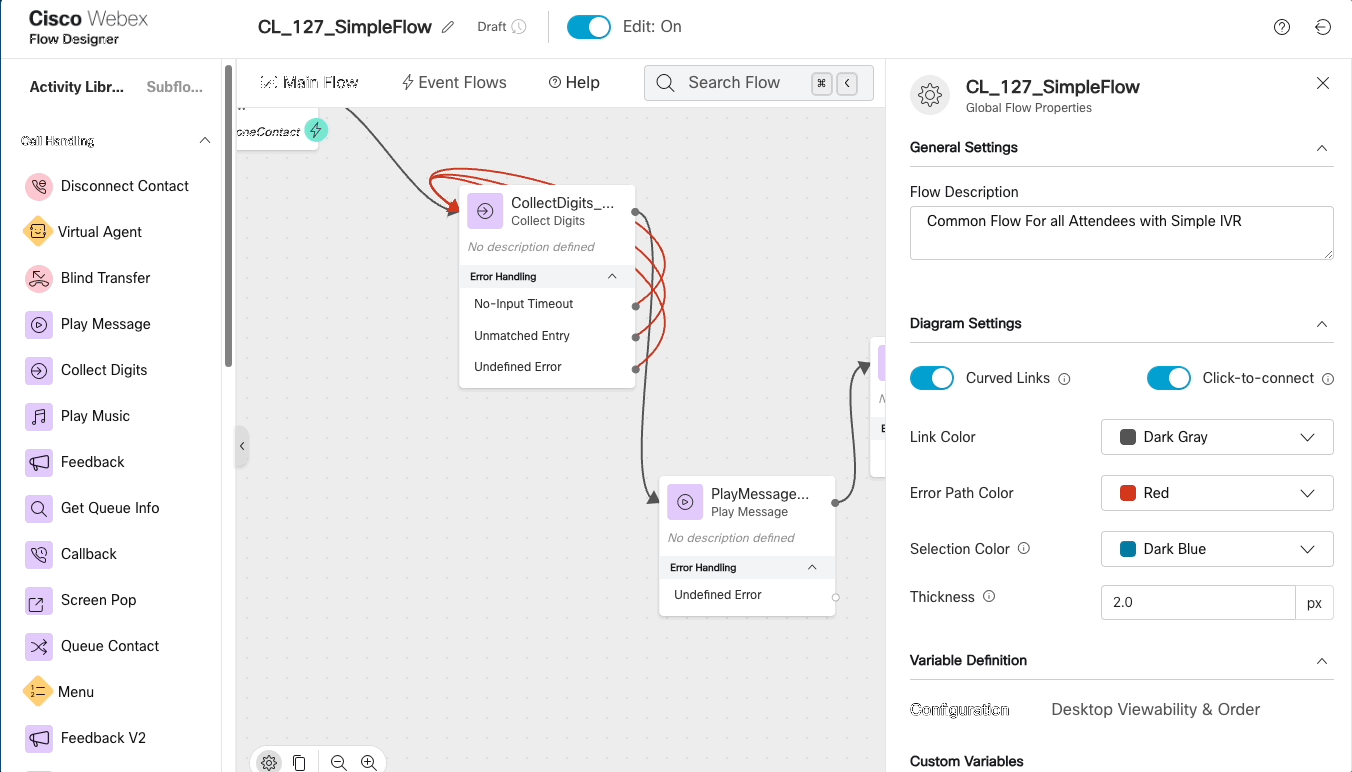 Cisco Webex
Flow Designer
CL_127_SimpleFlow
Draft
Edit: On
Activity Libr...
Subflo...
Main Flow
Event Flows
Help
Search Flow
⌘
<
Call Handling
Disconnect Contact
Virtual Agent
Blind Transfer
Play Message
Collect Digits
Play Music
Feedback
Get Queue Info
Callback
Screen Pop
Queue Contact
Menu
Feedback V2
oneContact
CollectDigits_...
Collect Digits
No description defined
Error Handling
No-Input Timeout
Unmatched Entry
Undefined Error
PlayMessage...
Play Message
No description defined
Error Handling
Undefined Error
CL_127_SimpleFlow
Global Flow Properties
General Settings
Flow Description
Common Flow For all Attendees with Simple IVR
Diagram Settings
Curved Links
Click-to-connect
Link Color
Dark Gray
Error Path Color
Red
Selection Color
Dark Blue
Thickness
2.0
px
Variable Definition
Configuration
Desktop Viewability & Order
Custom Variables